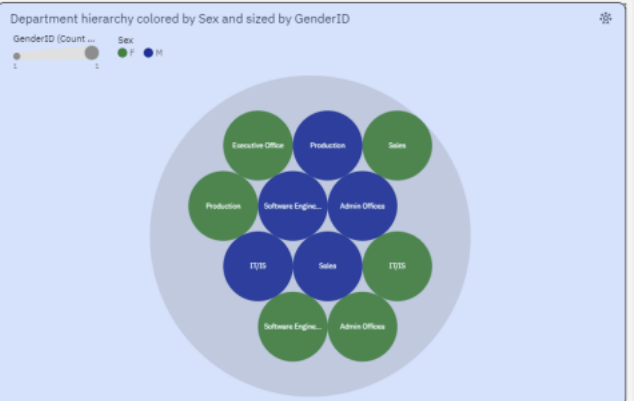 Department hierarchy colored by Sex and sized by GenderID
GenderID (Count ...
1 1
Sex
F M
Executive Office Production Sales
Production Software Engine... Admin Offices
IT/IS Sales IT/IS
Software Engine... Admin Offices